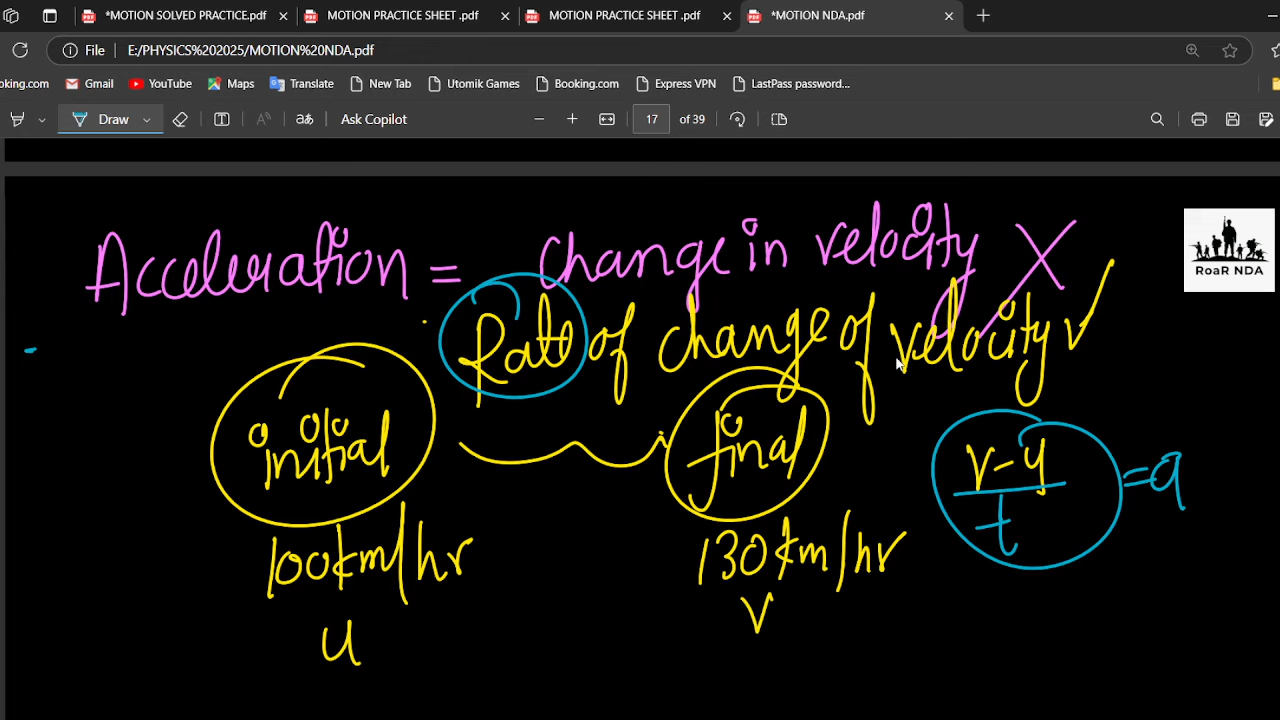 *MOTION SOLVED PRACTICE.pdf
MOTION PRACTICE SHEET .pdf
MOTION PRACTICE SHEET .pdf
*MOTION NDA.pdf
File E:/PHYSICS%202025/MOTION%20NDA.pdf
oking.com Gmail YouTube Maps Translate New Tab Utomik Games Booking.com Express VPN LastPass password...
Draw aあ Ask Copilot 17 of 39
Acceleration = change in velocity X
Rate of change of velocity ✓
initial final
v-u
t
=a
100km/hr 130km/hr
u v
RoaR NDA